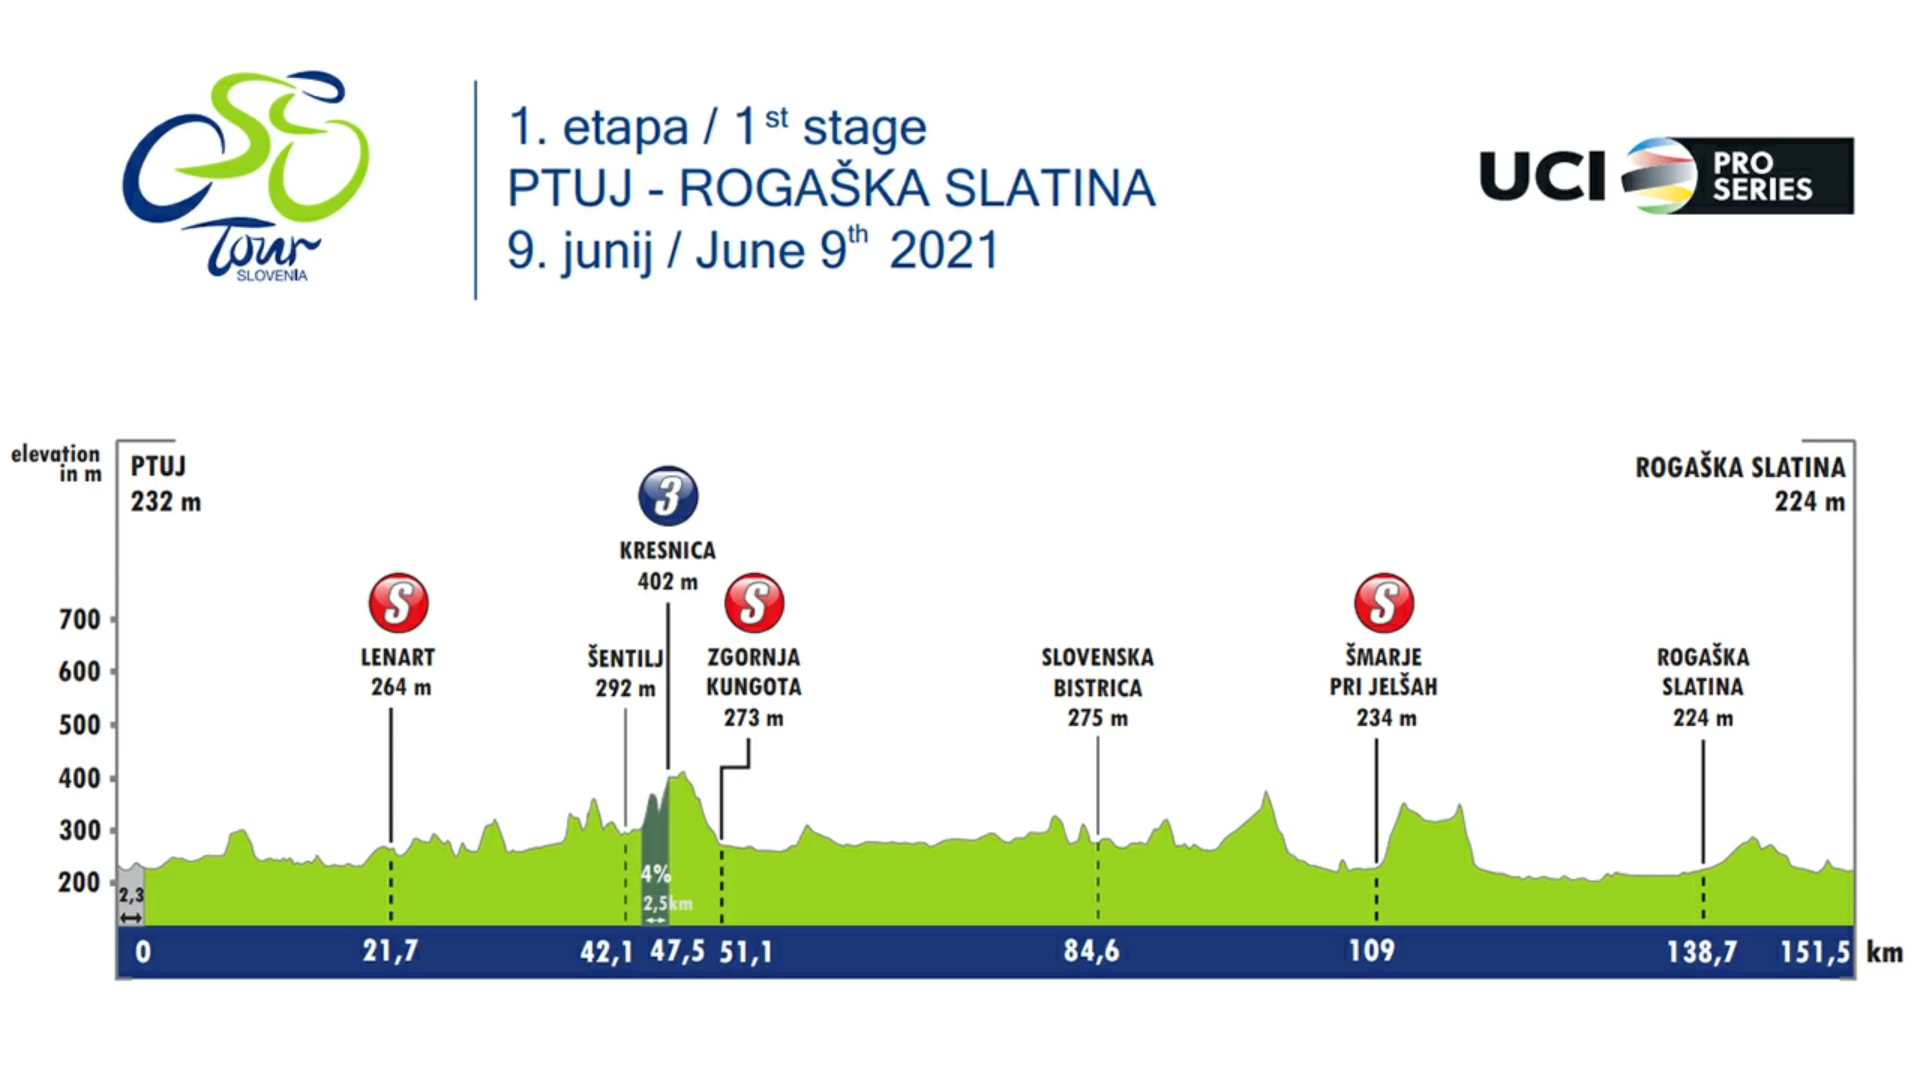 Tour
SLOVENIA
1. etapa / 1st stage
PTUJ - ROGAŠKA SLATINA
9. junij / June 9th 2021
UCI PRO
SERIES
elevation
in m
PTUJ
232 m
ROGAŠKA SLATINA
224 m
3
KRESNICA
402 m
S
LENART
264 m
ŠENTILJ
292 m
S
ZGORNJA
KUNGOTA
273 m
SLOVENSKA
BISTRICA
275 m
S
ŠMARJE
PRI JELŠAH
234 m
ROGAŠKA
SLATINA
224 m
700
600
500
400
300
200
2,3
4%
2,5km
0 21,7 42,1 47,5 51,1 84,6 109 138,7 151,5 km